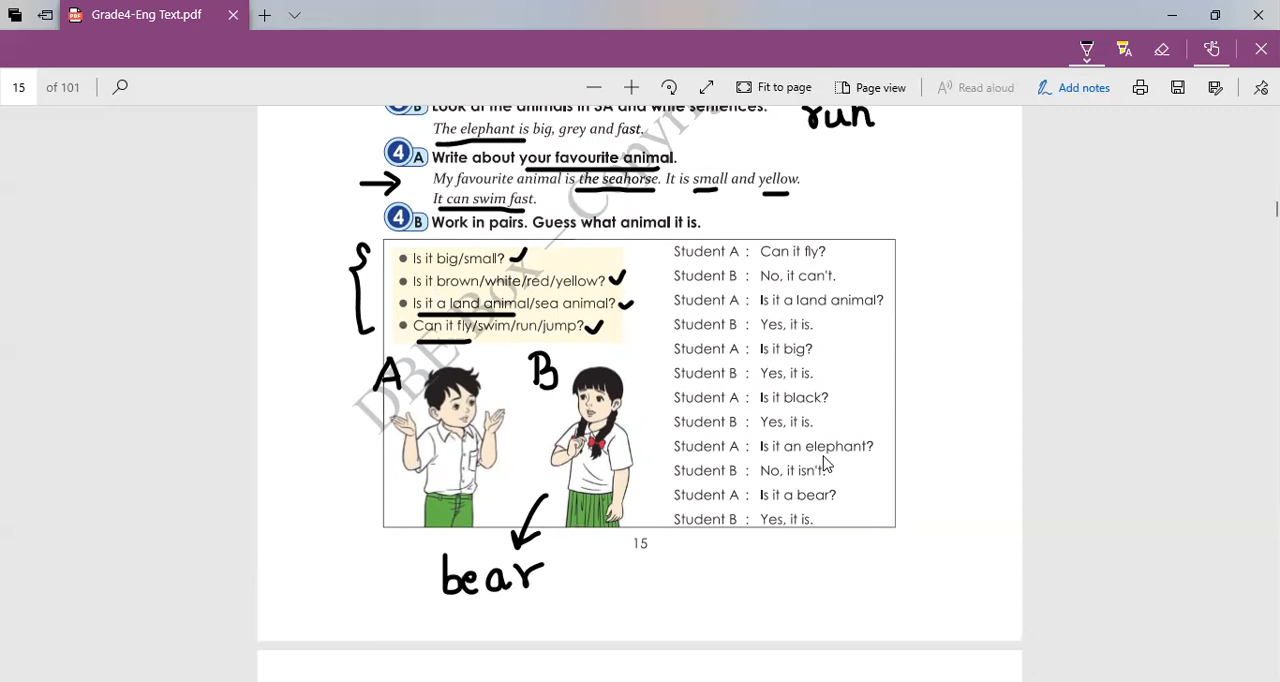 Grade4-Eng Text.pdf
15 of 101
Fit to page
Page view
Read aloud
Add notes
B Look at the animals in 3A and write sentences.
run
The elephant is big, grey and fast.
4 A Write about your favourite animal.
My favourite animal is the seahorse. It is small and yellow.
It can swim fast.
4 B Work in pairs. Guess what animal it is.
Is it big/small?
Is it brown/white/red/yellow?
Is it a land animal/sea animal?
Can it fly/swim/run/jump?
A
B
bear
Student A : Can it fly?
Student B : No, it can't.
Student A : Is it a land animal?
Student B : Yes, it is.
Student A : Is it big?
Student B : Yes, it is.
Student A : Is it black?
Student B : Yes, it is.
Student A : Is it an elephant?
Student B : No, it isn't.
Student A : Is it a bear?
Student B : Yes, it is.
15
DBE Box – Copyri